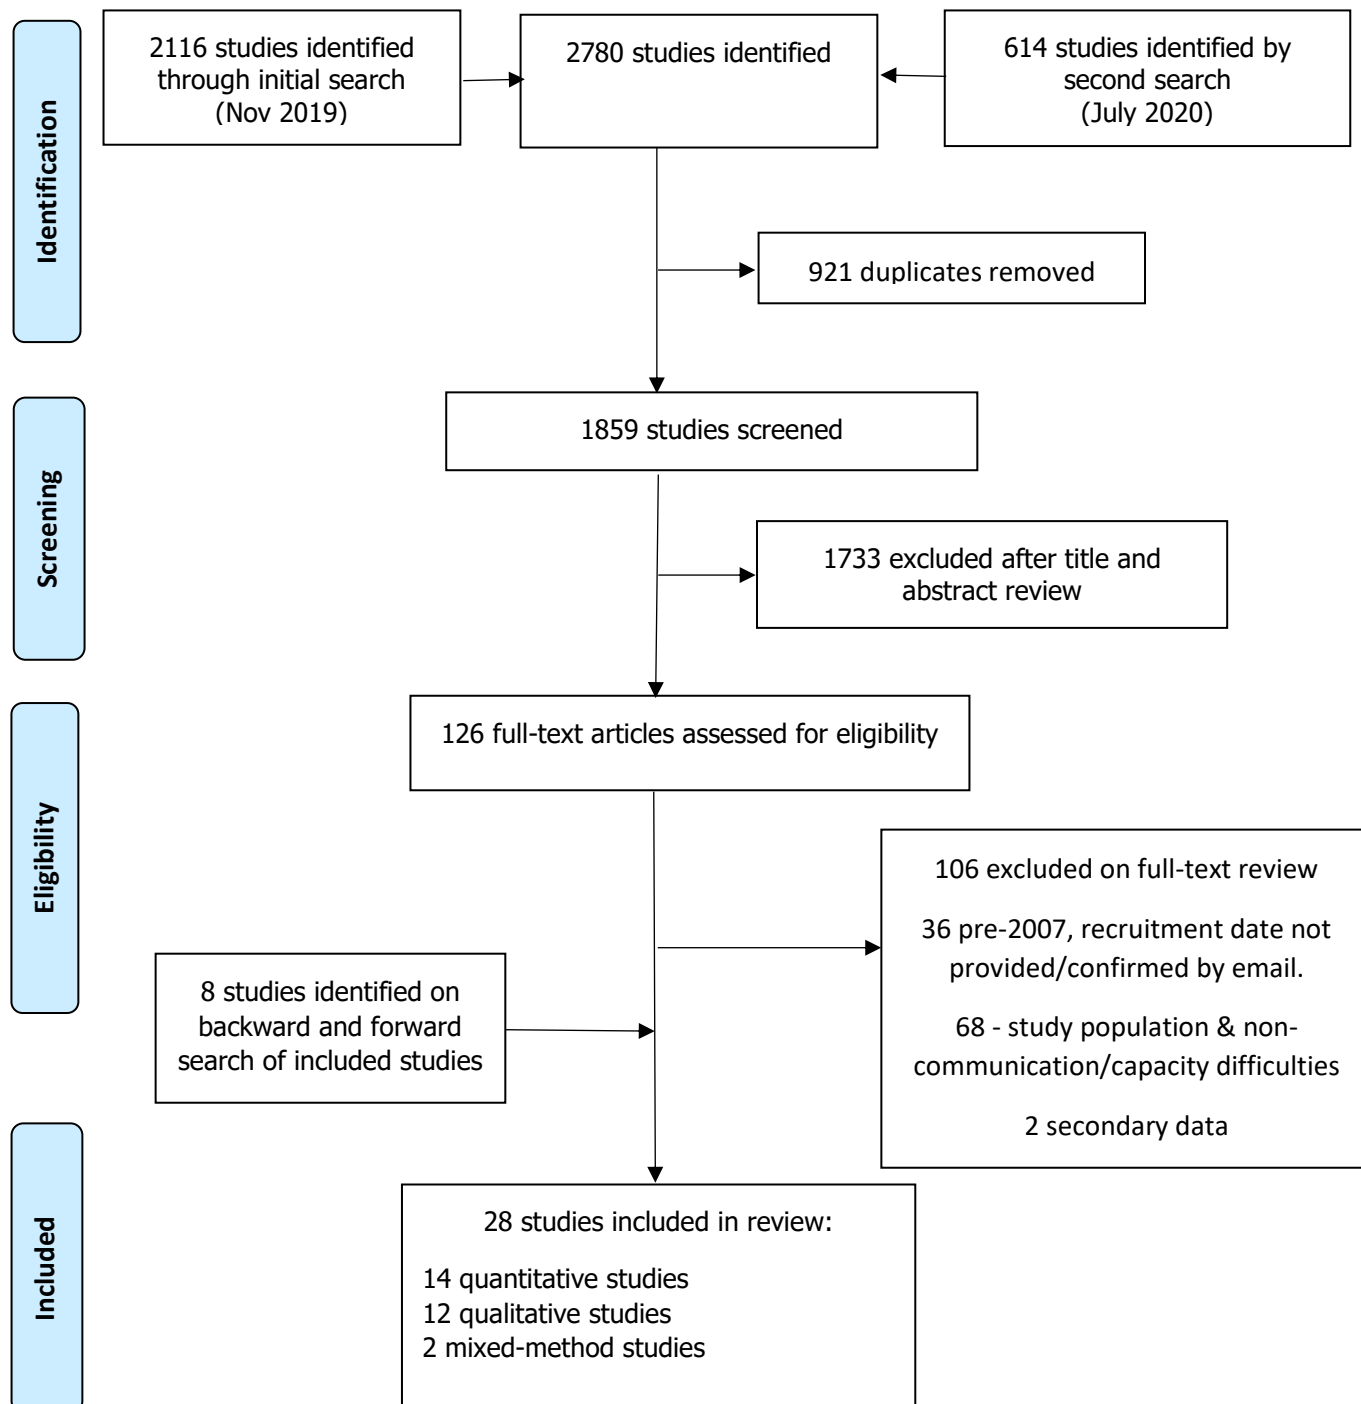 Identification
2116 studies identified
through initial search
(Nov 2019)
2780 studies identified
614 studies identified by
second search
(July 2020)
921 duplicates removed
Screening
1859 studies screened
1733 excluded after title and
abstract review
Eligibility
126 full-text articles assessed for eligibility
106 excluded on full-text review
36 pre-2007, recruitment date not
provided/confirmed by email.
68 - study population & non-
communication/capacity difficulties
2 secondary data
8 studies identified on
backward and forward
search of included studies
Included
28 studies included in review:
14 quantitative studies
12 qualitative studies
2 mixed-method studies